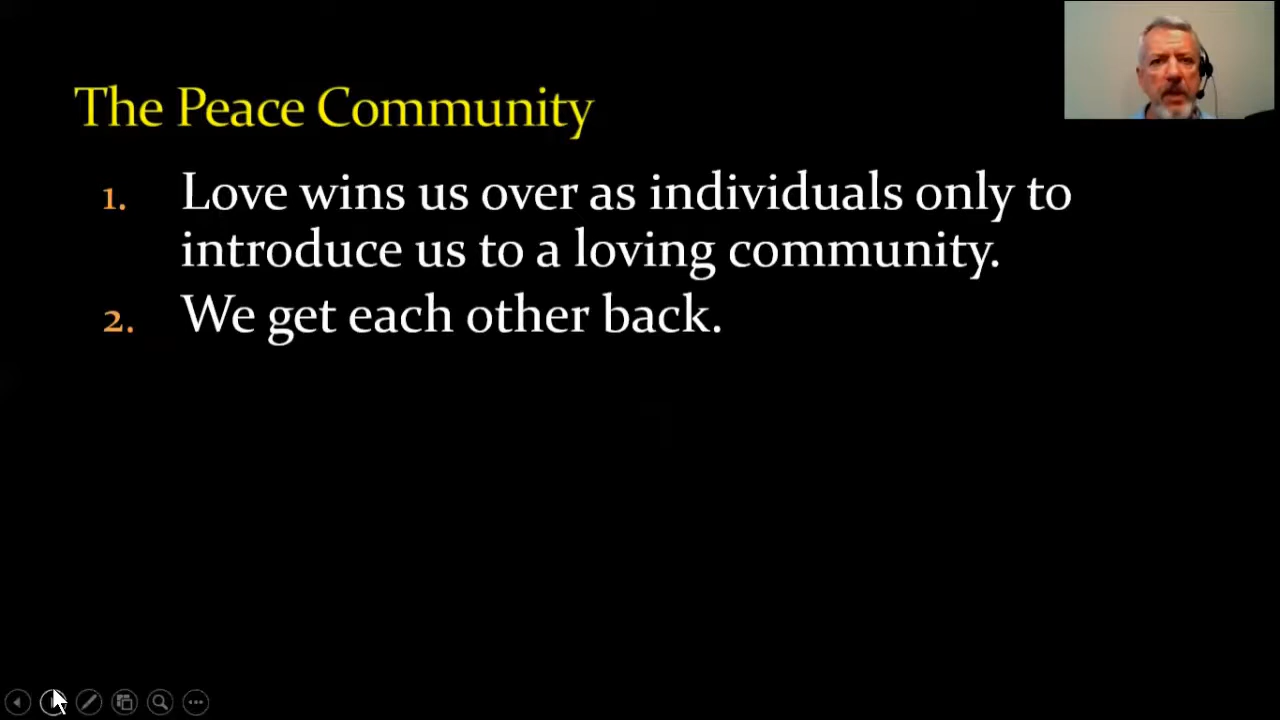 The Peace Community
1. Love wins us over as individuals only to
introduce us to a loving community.
2. We get each other back.